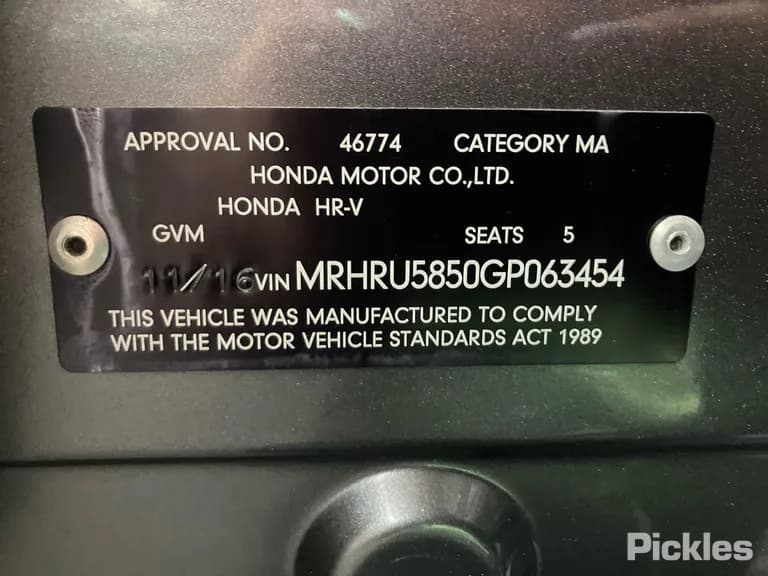 APPROVAL NO. 46774 CATEGORY MA
HONDA MOTOR CO.,LTD.
HONDA HR-V
GVM SEATS 5
11/16 VIN MRHRU5850GP063454
THIS VEHICLE WAS MANUFACTURED TO COMPLY
WITH THE MOTOR VEHICLE STANDARDS ACT 1989
Pickles